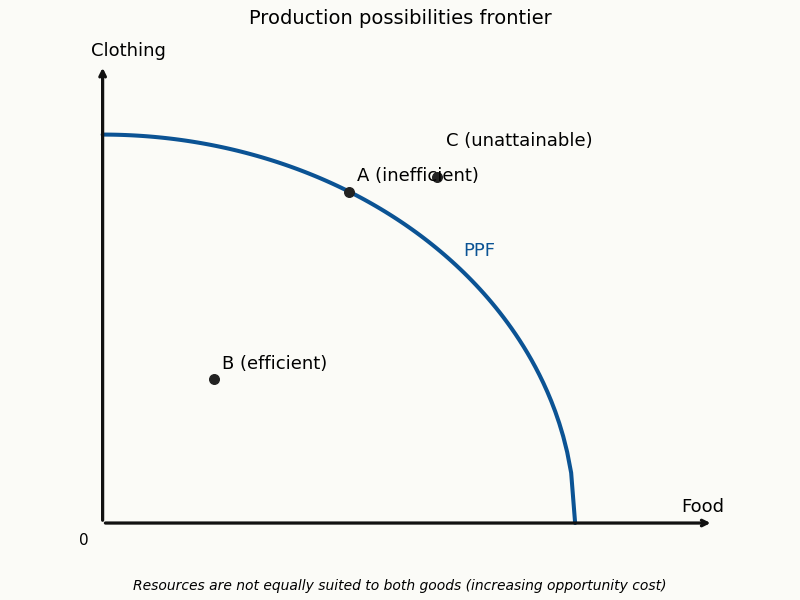 Production possibilities frontier
Clothing
C (unattainable)
A (inefficient)
PPF
B (efficient)
Food
0
Resources are not equally suited to both goods (increasing opportunity cost)